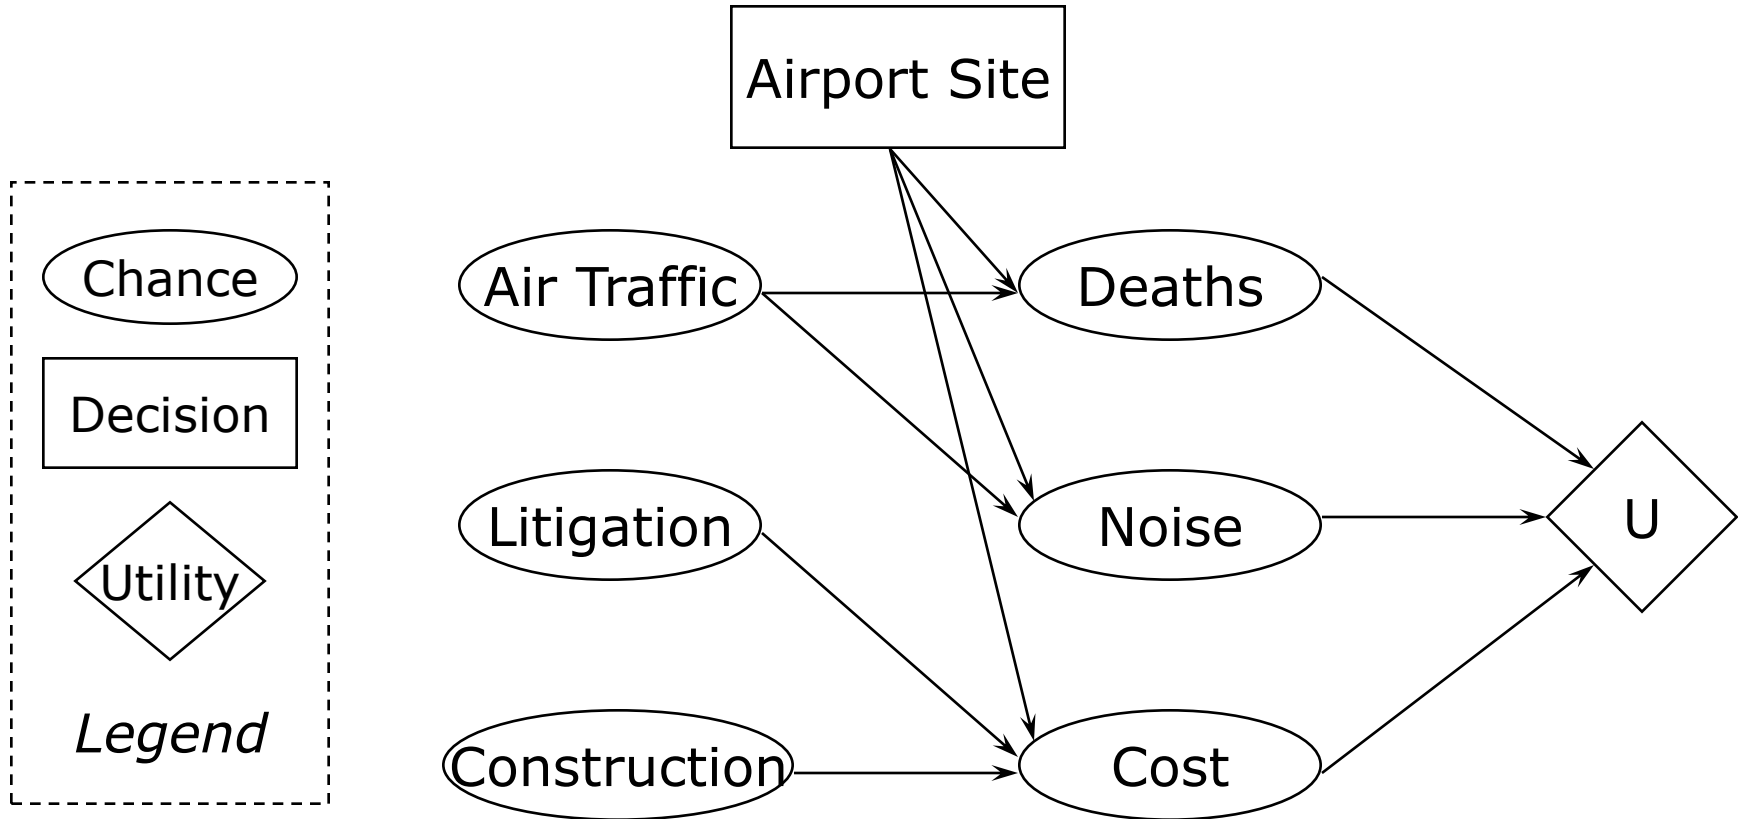 Airport Site
Chance
Decision
Utility
Legend
Air Traffic
Deaths
Litigation
Noise
U
Construction
Cost